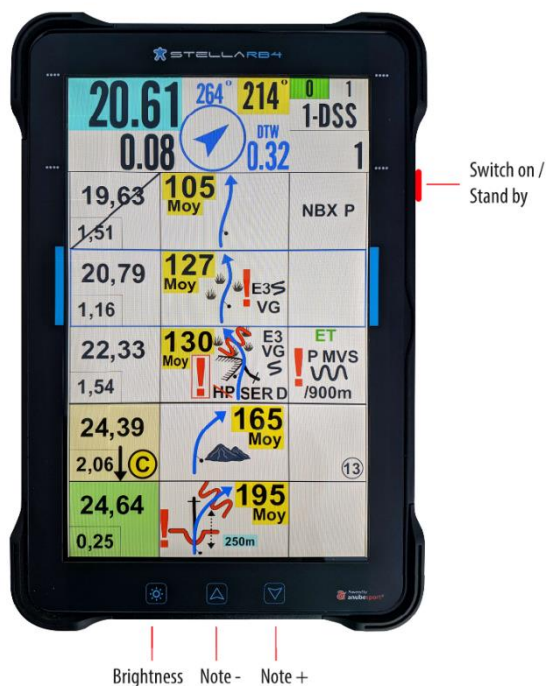 STELLARB4
20.61
264°
214°
0 1
1-DSS
0.08
DTW
0.32
1
19,63
1,51
105
Moy
NBX P
20,79
1,16
127
Moy
! E3
VG
22,33
1,54
130
Moy
E3
VG
! HP SER D
ET
! P MVS
/900m
24,39
2,06
C
165
Moy
13
24,64
0,25
195
Moy
!
250m
Powered by
anubesport
Switch on /
Stand by
Brightness Note - Note +